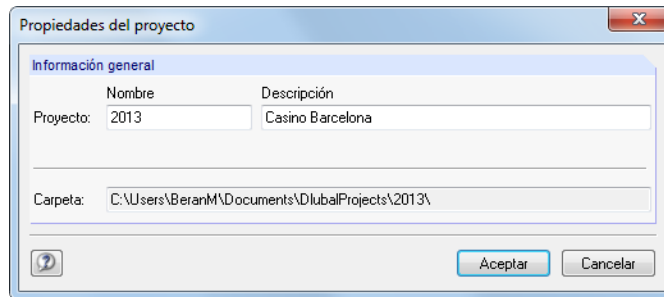 Propiedades del proyecto
Información general
Nombre Descripción
Proyecto: 2013 Casino Barcelona
Carpeta: C:\Users\BeranM\Documents\DlubalProjects\2013\
Aceptar Cancelar